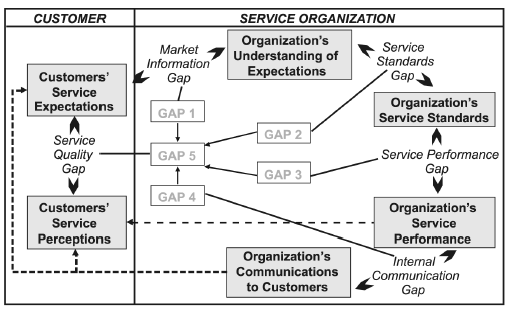 CUSTOMER
SERVICE ORGANIZATION
Customers'
Service
Expectations
Market
Information
Gap
Organization's
Understanding of
Expectations
Service
Standards
Gap
Organization's
Service Standards
GAP 1
GAP 2
Service
Quality
Gap
GAP 5
GAP 3
Service Performance
Gap
GAP 4
Customers'
Service
Perceptions
Organization's
Service
Performance
Organization's
Communications
to Customers
Internal
Communication
Gap